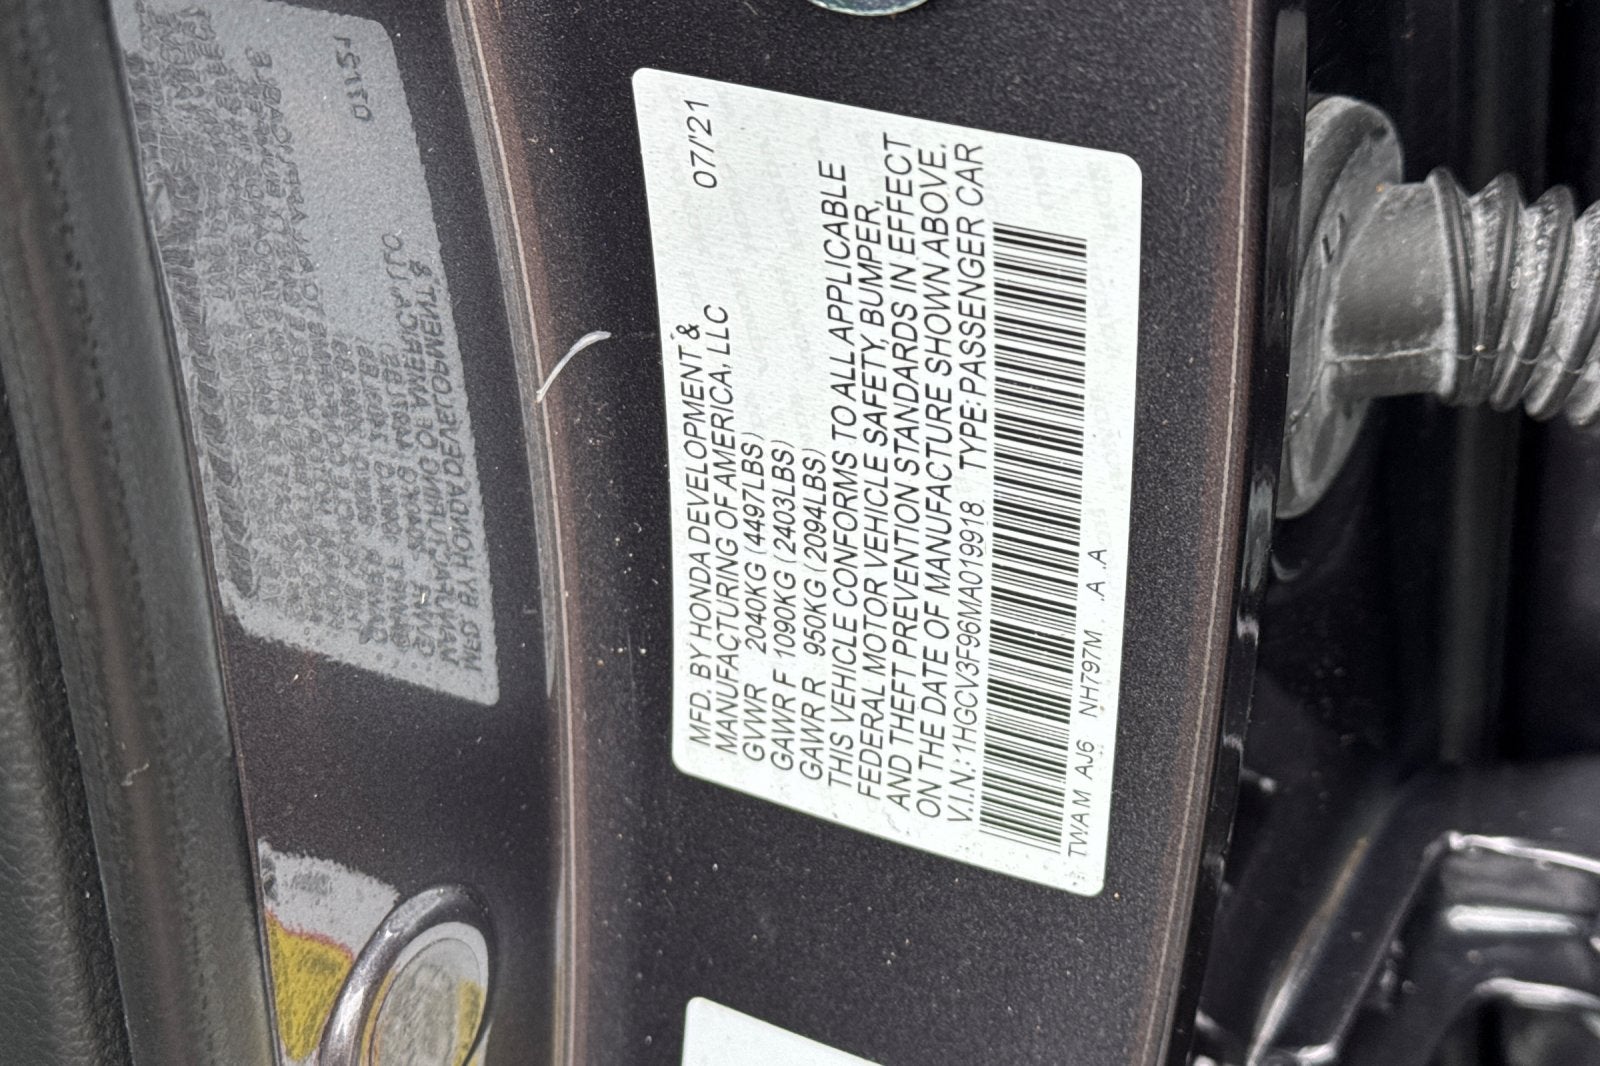 MFD. BY HONDA DEVELOPMENT & 07/'21
MANUFACTURING OF AMERICA, LLC
GVWR 2040KG (4497LBS)
GAWR F 1090KG (2403LBS)
GAWR R 950KG (2094LBS)
THIS VEHICLE CONFORMS TO ALL APPLICABLE
FEDERAL MOTOR VEHICLE SAFETY, BUMPER,
AND THEFT PREVENTION STANDARDS IN EFFECT
ON THE DATE OF MANUFACTURE SHOWN ABOVE.
V.I.N.: 1HGCV3F96MA019918 TYPE: PASSENGER CAR
TWAM AJ6 NH797M .A .A